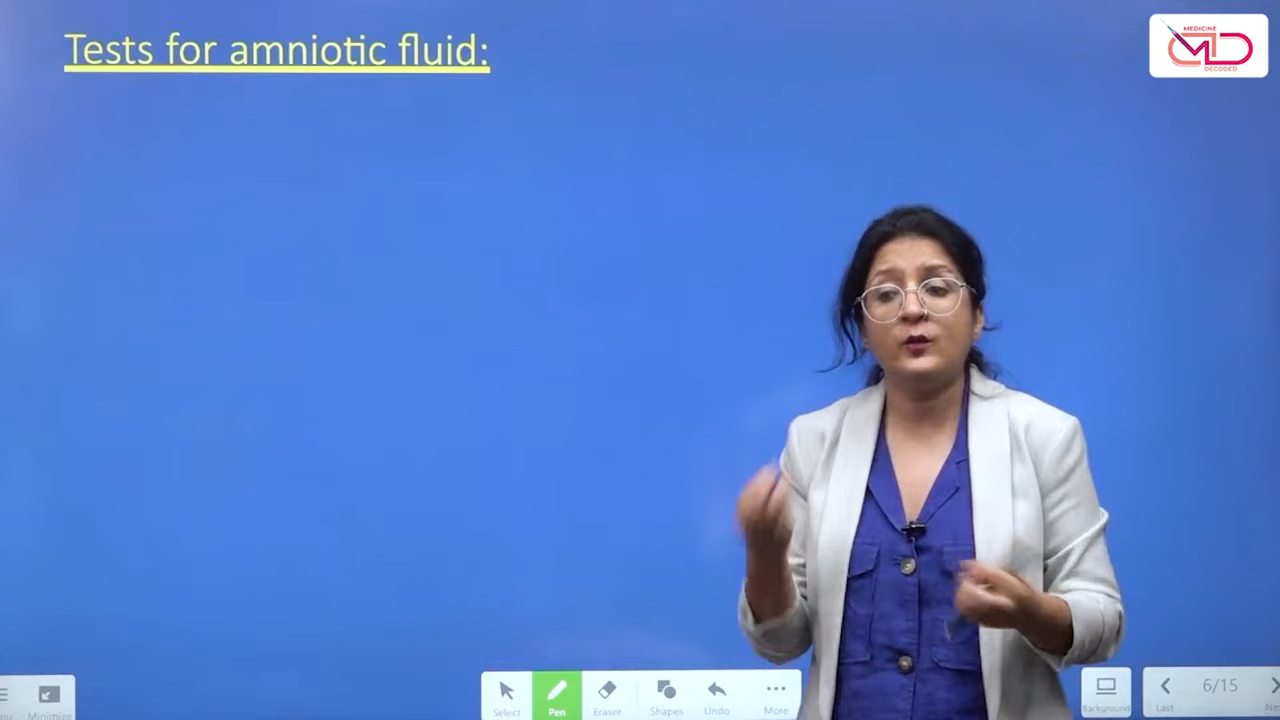 Tests for amniotic fluid:
MEDICINE
MD
DECODED
Minimize
Select
Pen
Eraser
Shapes
Undo
More
Background
Last
6/15